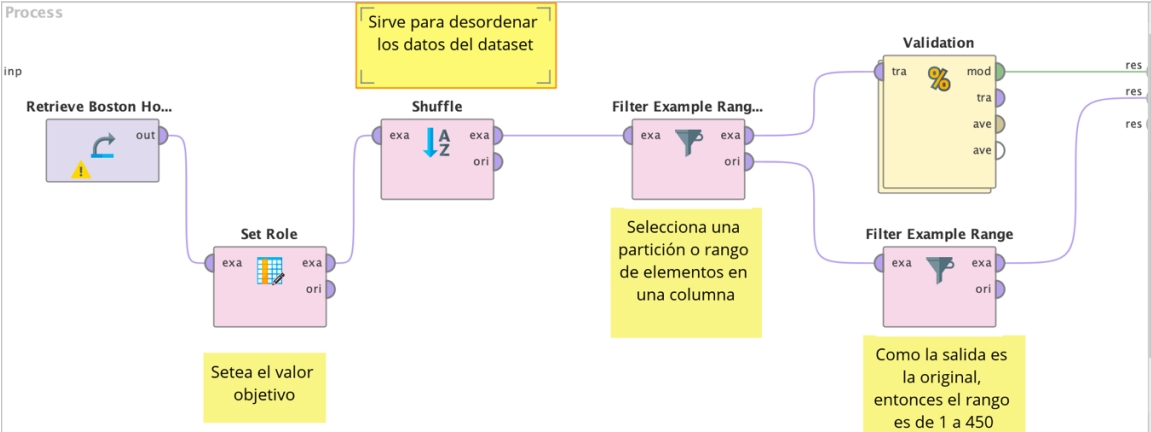 Process
Sirve para desordenar
los datos del dataset
inp
Retrieve Boston Ho...
out
Set Role
exa
exa
ori
Setea el valor
objetivo
Shuffle
exa
exa
ori
Filter Example Rang...
exa
exa
ori
Selecciona una
partición o rango
de elementos en
una columna
Validation
tra
mod
tra
ave
ave
%
Filter Example Range
exa
exa
ori
Como la salida es
la original,
entonces el rango
es de 1 a 450
res
res
res
A
Z